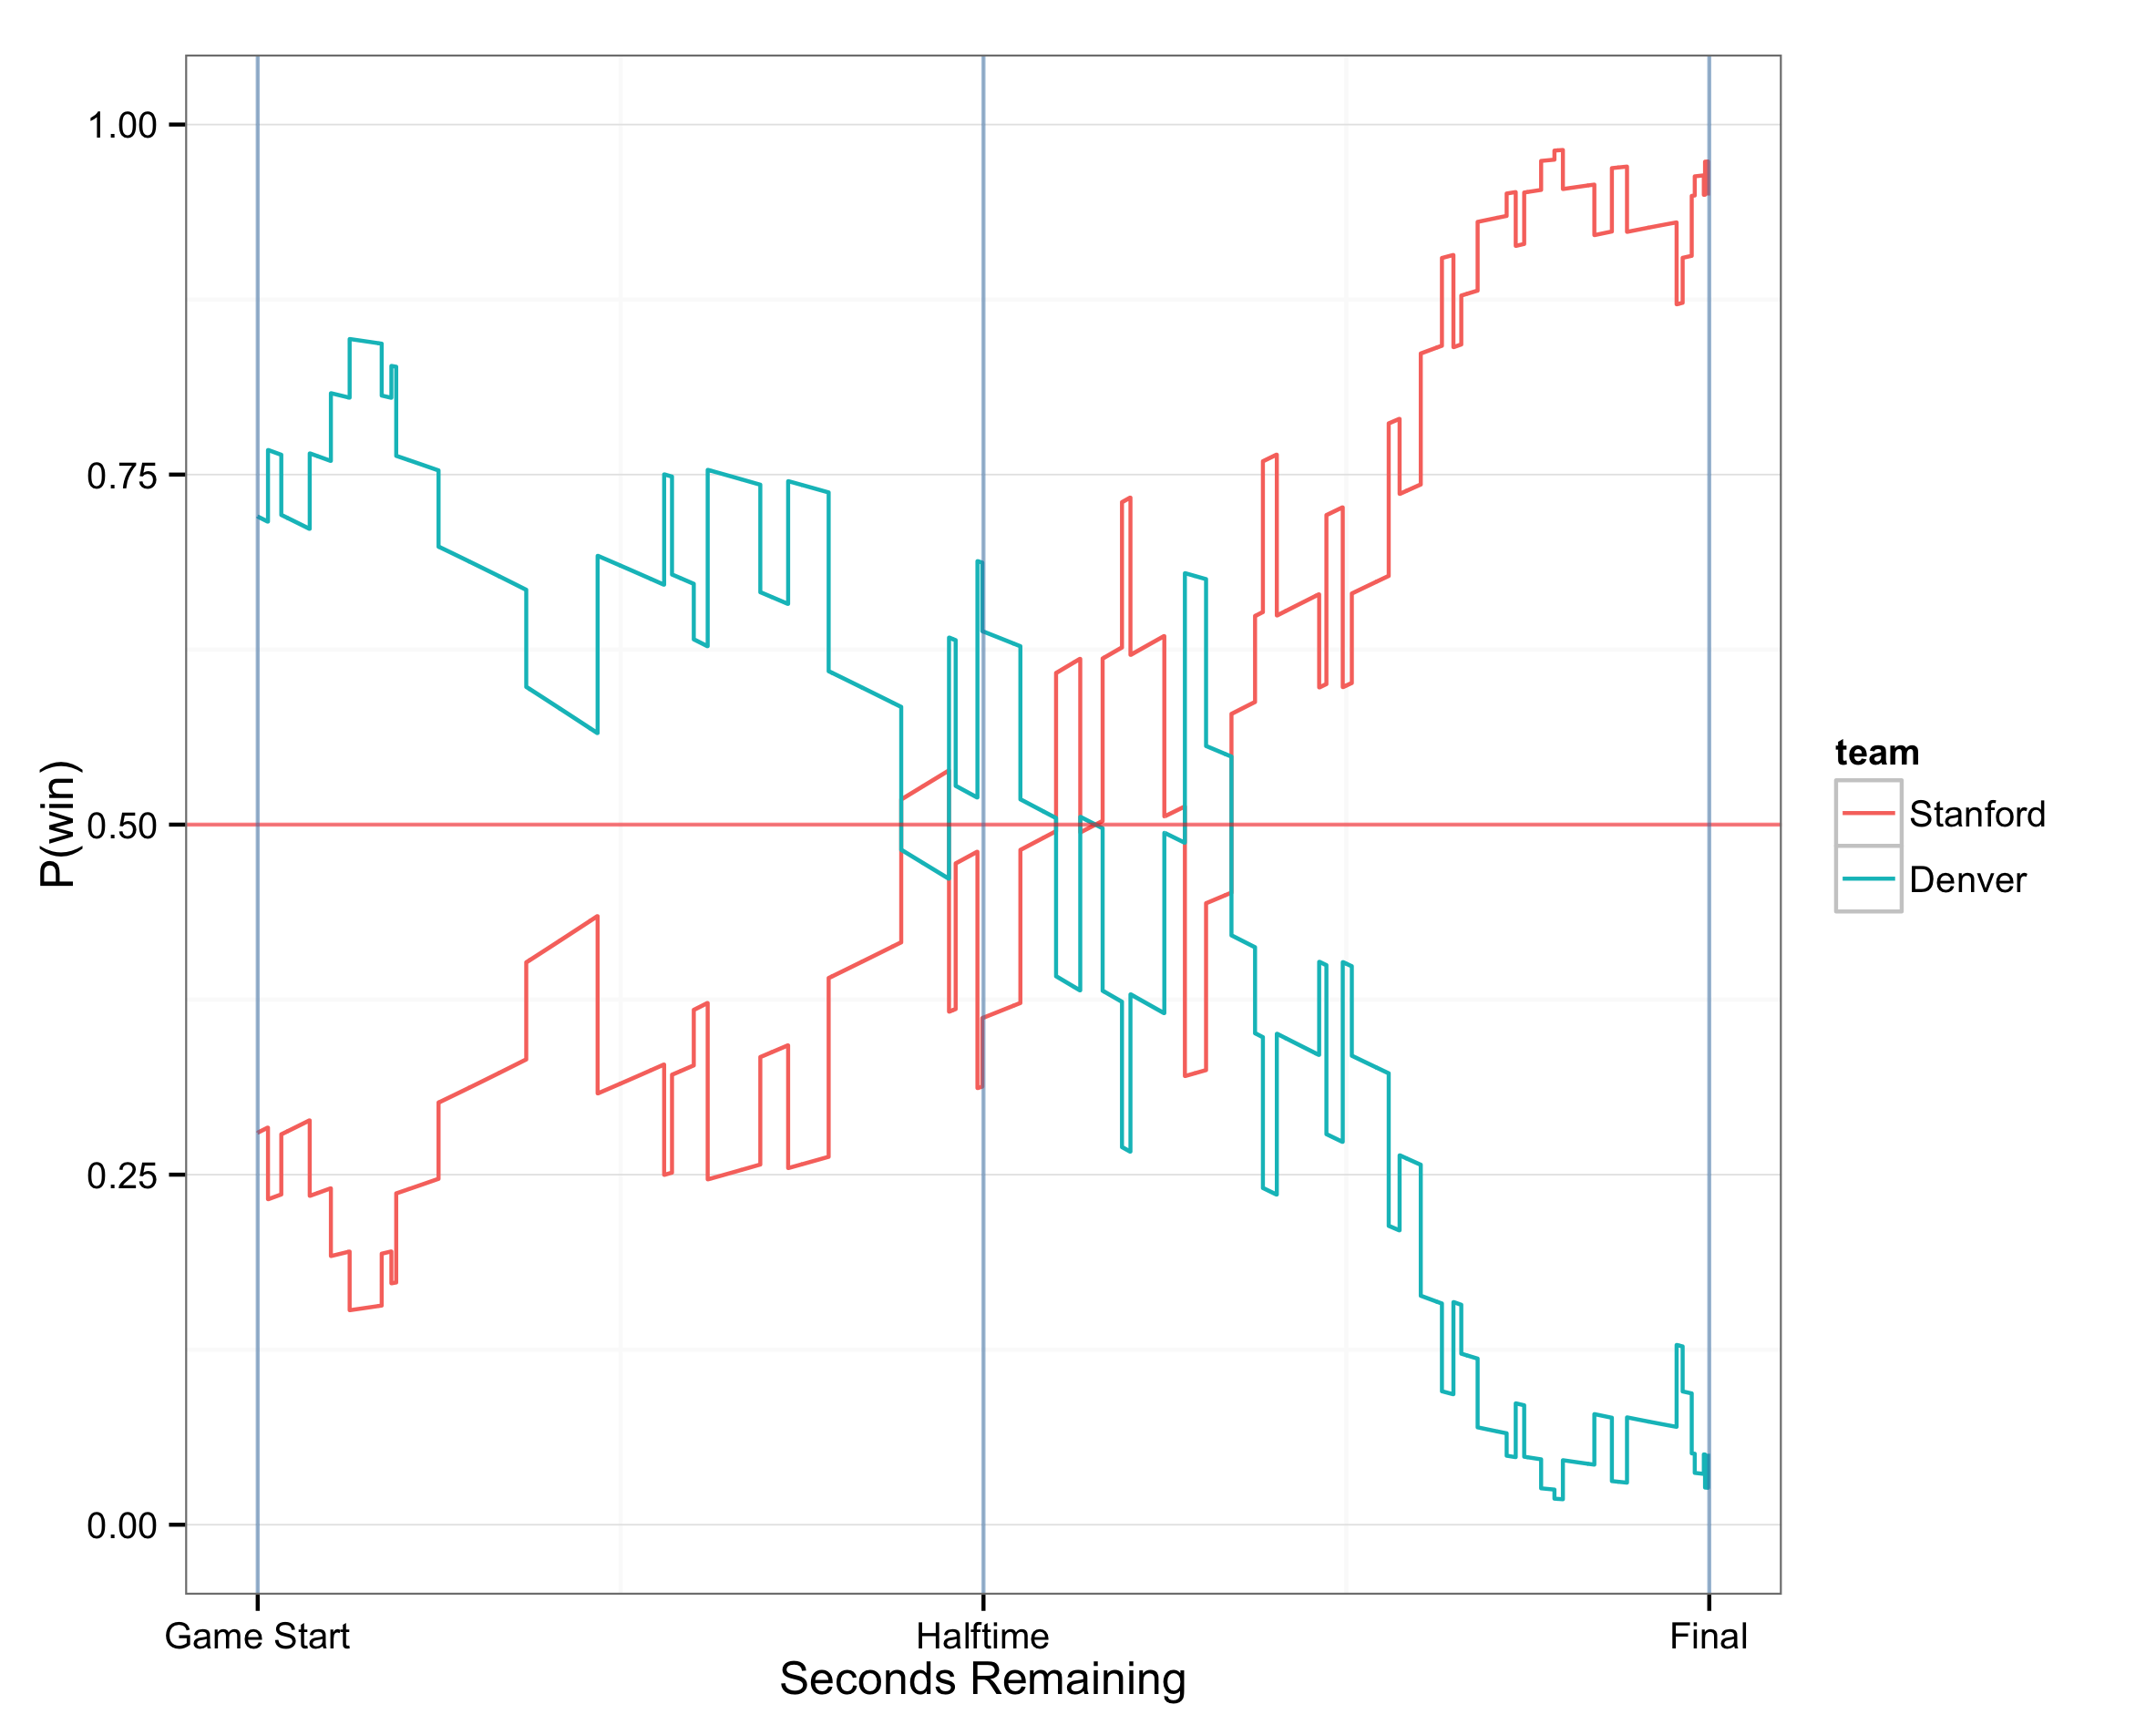 1.00
0.75
0.50
0.25
0.00
P(win)
Game Start
Halftime
Final
Seconds Remaining
team
Stanford
Denver